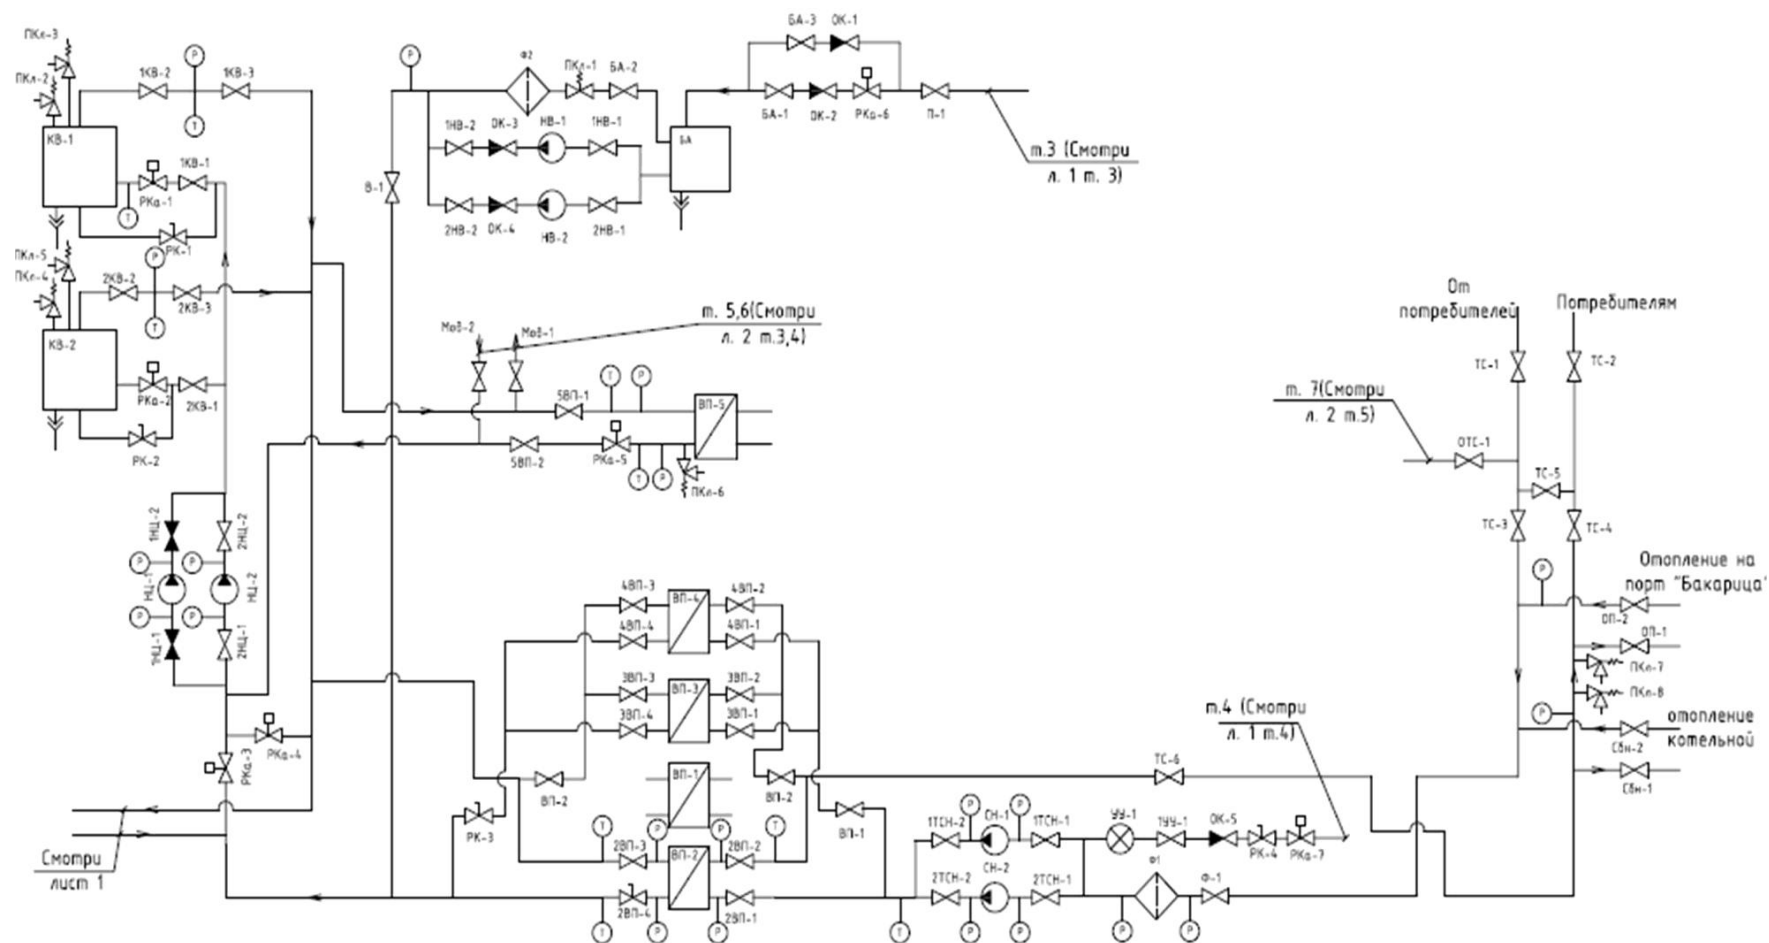 ПКл-3
ПКл-2
1КВ-2
P
1КВ-3
T
КВ-1
1КВ-1
РКа-1
T
РК-1
ПКл-5
ПКл-4
P
2КВ-2
2КВ-3
T
КВ-2
РКа-2
2КВ-1
РК-2
P
Ф2
ПКл-1
БА-2
БА-3
ОК-1
БА-1
ОК-2
РКа-6
П-1
1НВ-2
ОК-3
НВ-1
1НВ-1
БА
В-1
2НВ-2
ОК-4
НВ-2
2НВ-1
т.3 (Смотри
л. 1 т. 3)
т. 5,6(Смотри
л. 2 т.3,4)
Моб-2
Моб-1
5ВП-1
T
P
ВП-5
5ВП-2
РКа-5
T
P
ПКл-6
От
потребителей
Потребителям
ТС-1
ТС-2
т. 7(Смотри
л. 2 т.5)
ОТС-1
ТС-5
ТС-3
ТС-4
1НЦ-2
2НЦ-2
P
P
НЦ-1
НЦ-2
P
P
1НЦ-1
2НЦ-1
P
Отопление на
порт "Бакарица"
ОП-2
ОП-1
ПКл-7
ПКл-8
P
отопление
котельной
Сбн-2
Сбн-1
4ВП-3
ВП-4
4ВП-2
4ВП-4
4ВП-1
3ВП-3
ВП-3
3ВП-2
3ВП-4
3ВП-1
т.4 (Смотри
л. 1 т.4)
РКа-4
РКа-3
ВП-2
ВП-1
ВП-2
ТС-6
РК-3
ВП-1
T
2ВП-3
P
ВП-2
P
2ВП-2
T
2ВП-4
2ВП-1
T
P
P
1ТСН-2
P
СН-1
P
1ТСН-1
УУ-1
1УУ-1
ОК-5
РК-4
РКа-7
СН-2
2ТСН-2
2ТСН-1
Ф1
Ф-1
T
P
P
P
P
Смотри
лист 1